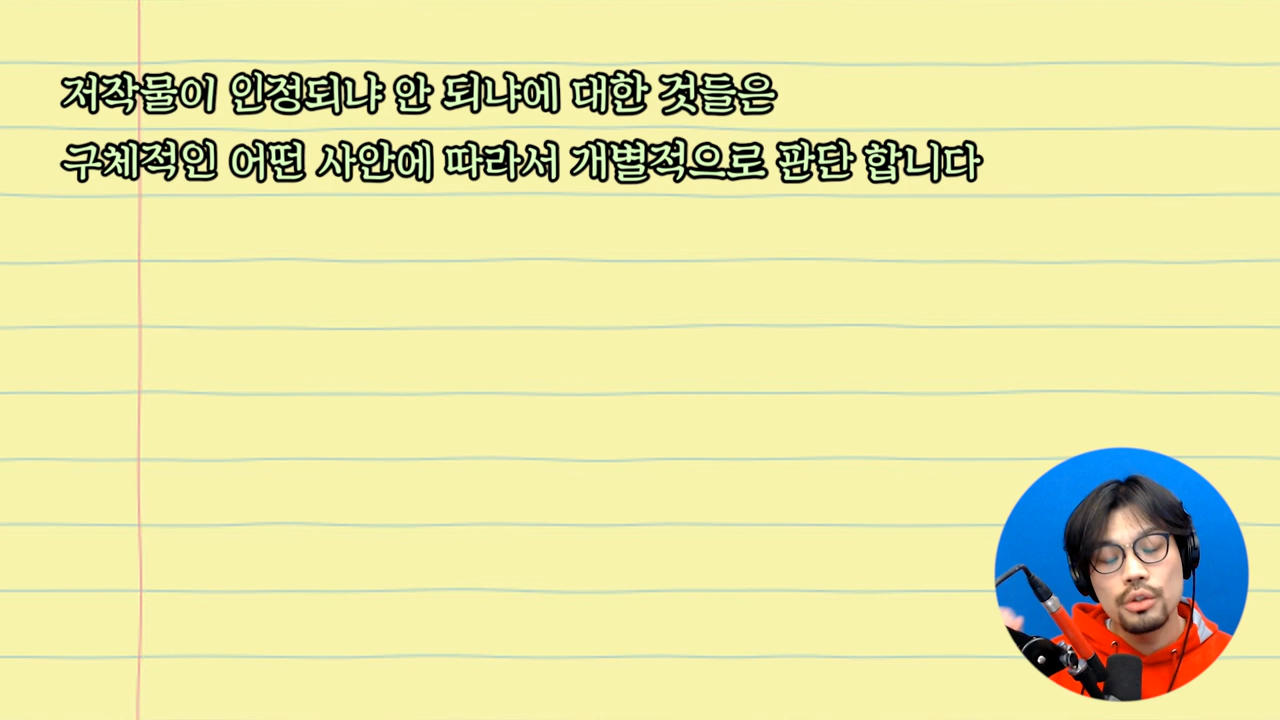 저작물이 인정되냐 안 되냐에 대한 것들은
구체적인 어떤 사안에 따라서 개별적으로 판단 합니다